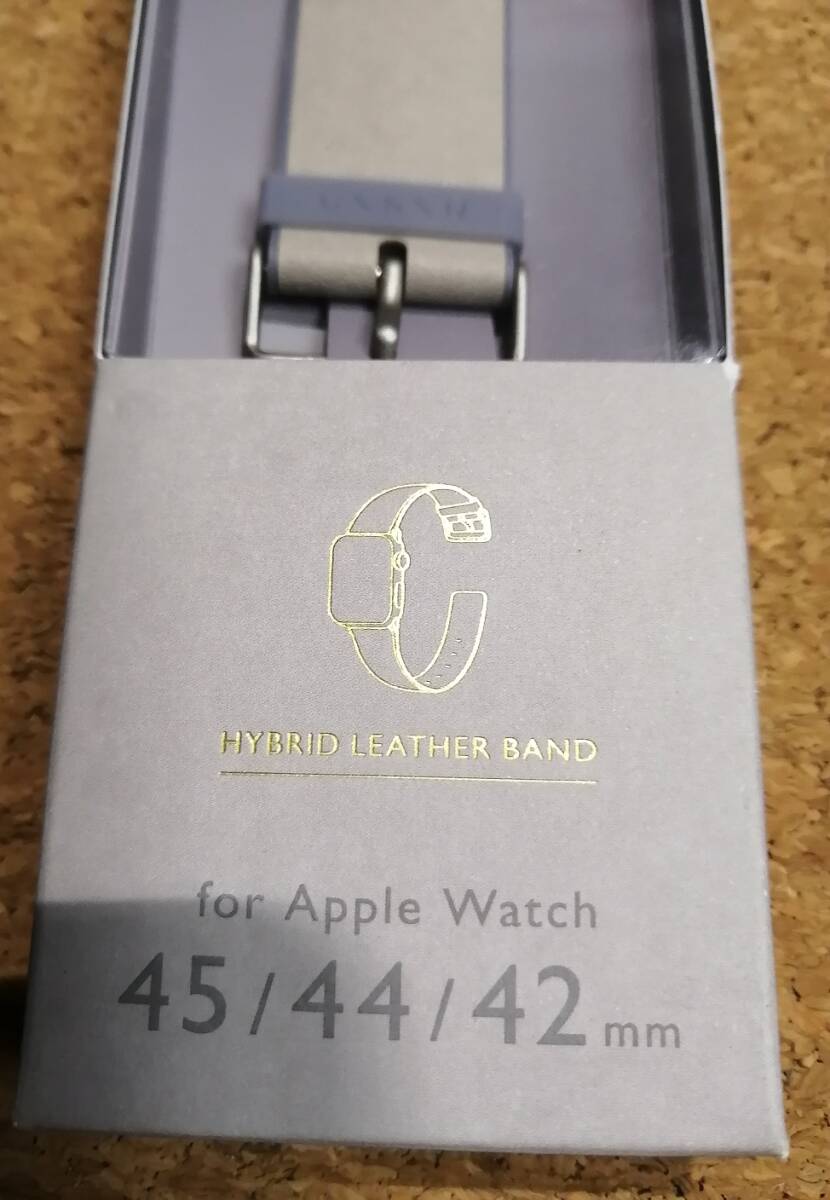 HYBRID LEATHER BAND
for Apple Watch
45/44/42mm